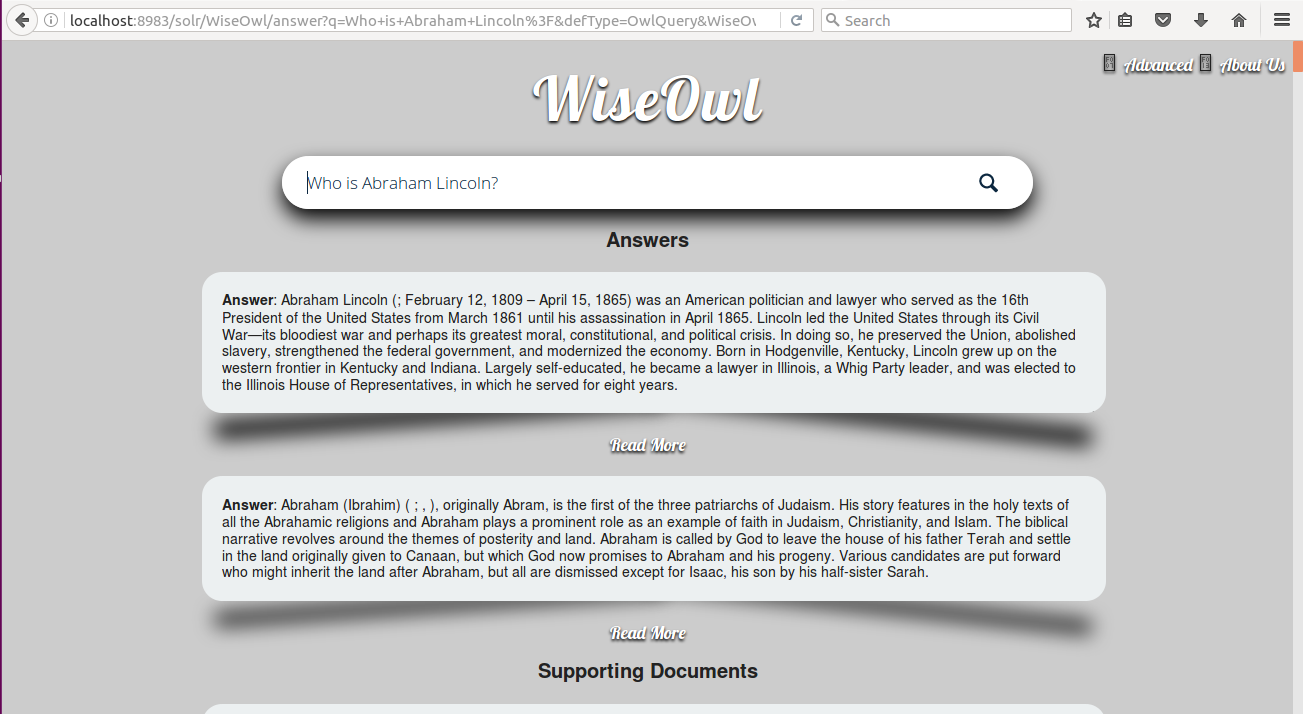 localhost:8983/solr/WiseOwl/answer?q=Who+is+Abraham+Lincoln%3F&defType=OwlQuery&WiseOv
Search
Advanced
About Us
WiseOwl
Who is Abraham Lincoln?
Answers
Answer: Abraham Lincoln (; February 12, 1809 – April 15, 1865) was an American politician and lawyer who served as the 16th
President of the United States from March 1861 until his assassination in April 1865. Lincoln led the United States through its Civil
War—its bloodiest war and perhaps its greatest moral, constitutional, and political crisis. In doing so, he preserved the Union, abolished
slavery, strengthened the federal government, and modernized the economy. Born in Hodgenville, Kentucky, Lincoln grew up on the
western frontier in Kentucky and Indiana. Largely self-educated, he became a lawyer in Illinois, a Whig Party leader, and was elected to
the Illinois House of Representatives, in which he served for eight years.
Read More
Answer: Abraham (Ibrahim) ( ; , ), originally Abram, is the first of the three patriarchs of Judaism. His story features in the holy texts of
all the Abrahamic religions and Abraham plays a prominent role as an example of faith in Judaism, Christianity, and Islam. The biblical
narrative revolves around the themes of posterity and land. Abraham is called by God to leave the house of his father Terah and settle
in the land originally given to Canaan, but which God now promises to Abraham and his progeny. Various candidates are put forward
who might inherit the land after Abraham, but all are dismissed except for Isaac, his son by his half-sister Sarah.
Read More
Supporting Documents